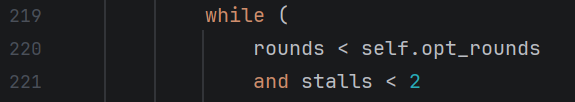 219 while (
220 rounds < self.opt_rounds
221 and stalls < 2